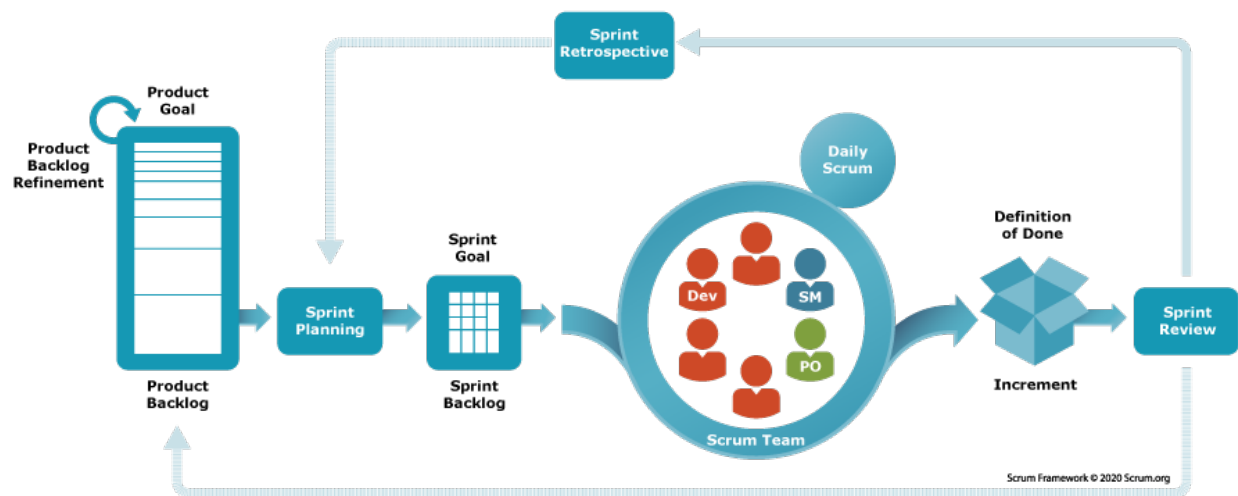 Sprint
Retrospective
Product
Goal
Product
Backlog
Refinement
Daily
Scrum
Sprint
Goal
Definition
of Done
Dev
SM
Sprint
Planning
Sprint
Review
PO
Product
Backlog
Sprint
Backlog
Increment
Scrum Team
Scrum Framework © 2020 Scrum.org